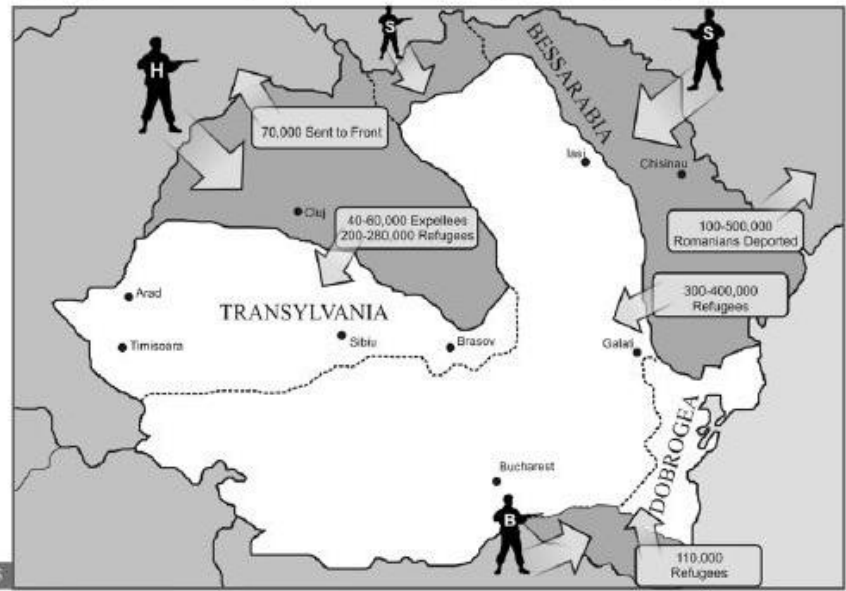 S
S
H
BESSARABIA
70,000 Sent to Front
Iasi
Chisinau
Cluj
40-60,000 Expellees
200-280,000 Refugees
100-500,000
Romanians Deported
300-400,000
Refugees
Arad
TRANSYLVANIA
Timisoara
Sibiu
Brasov
Galati
DOBROGEA
Bucharest
B
110,000
Refugees